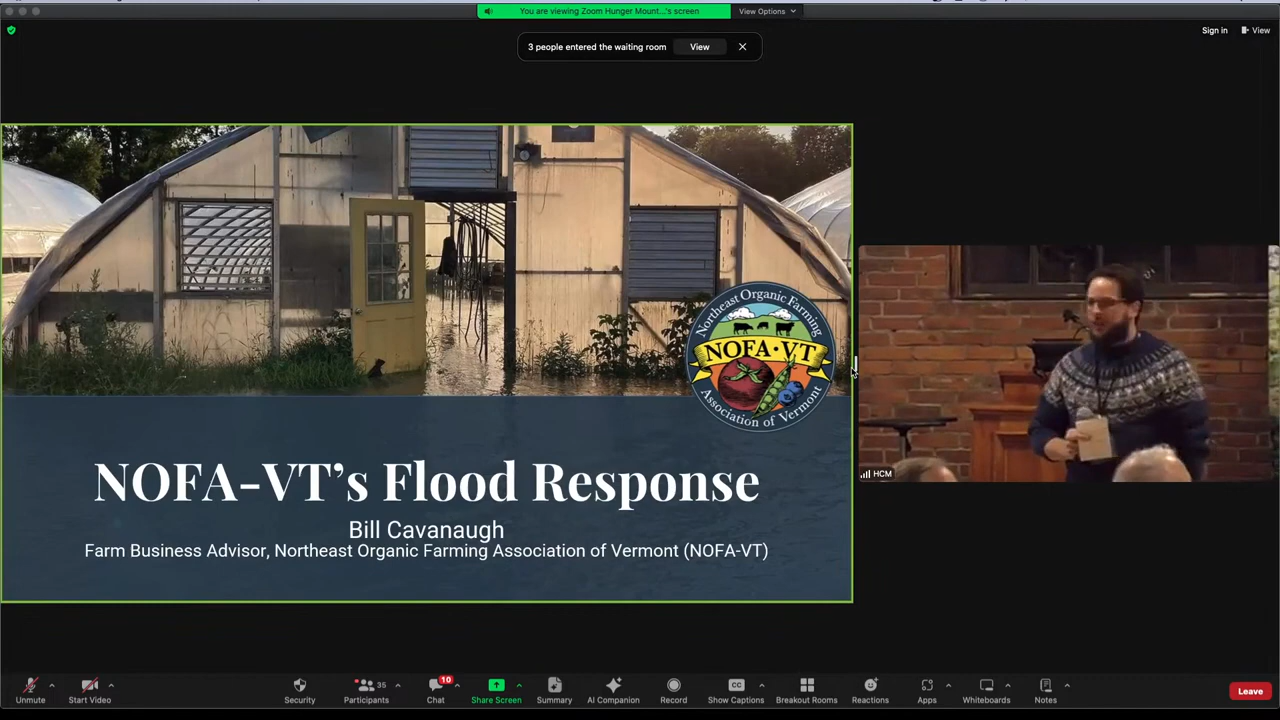 You are viewing Zoom Hunger Mount...'s screen
View Options
3 people entered the waiting room
View
Sign in
View
Northeast Organic Farming
NOFA·VT
Association of Vermont
NOFA-VT's Flood Response
Bill Cavanaugh
Farm Business Advisor, Northeast Organic Farming Association of Vermont (NOFA-VT)
HCM
Unmute
Start Video
Security
Participants
35
Chat
10
Share Screen
Summary
AI Companion
Record
Show Captions
CC
Breakout Rooms
Reactions
Apps
Whiteboards
Notes
Leave